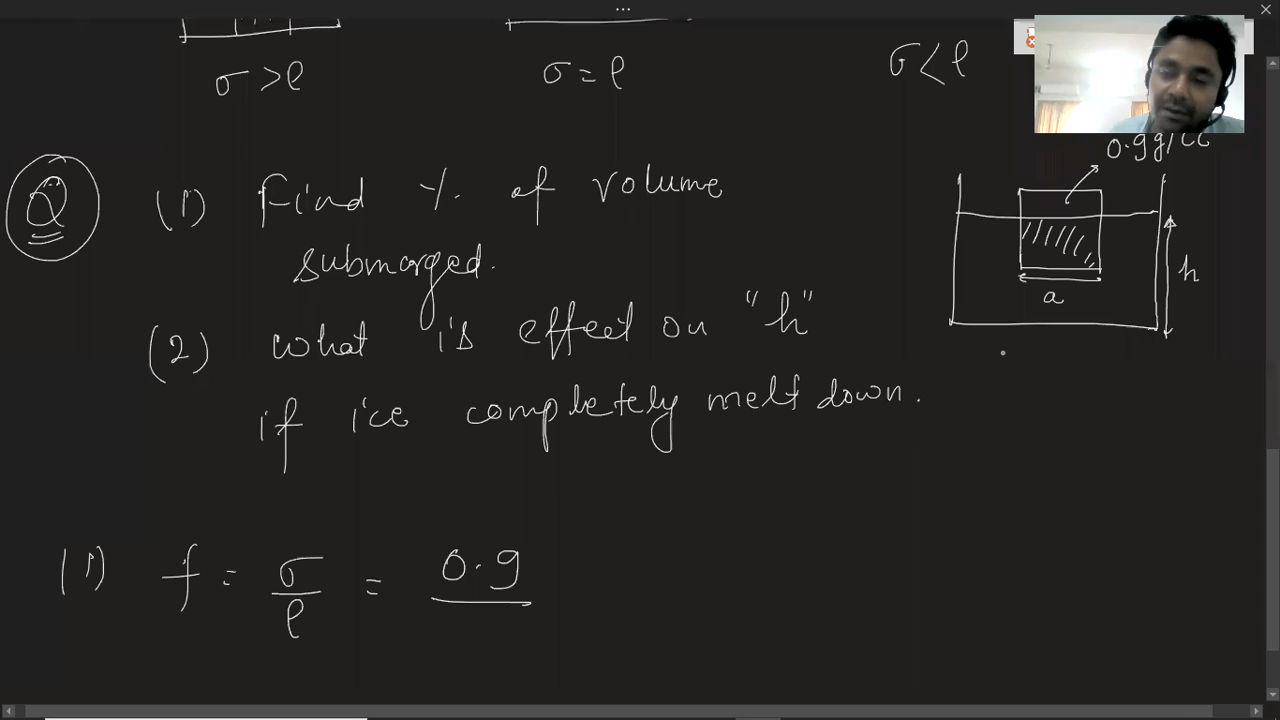 σ > ρ
σ = ρ
σ < ρ
0.9g/cc
Q (1) Find % of volume
submerged.
(2) What is effect on "h"
if ice completely melt down.
a
h
(1) f = σ/ρ = 0.9